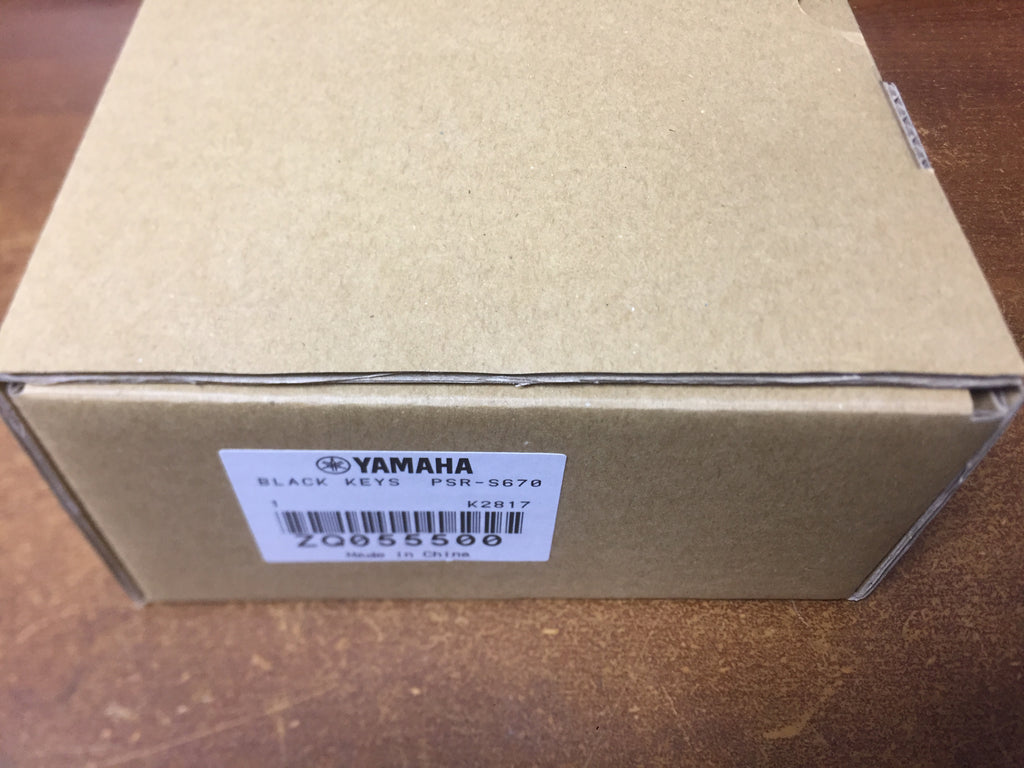 YAMAHA
BLACK KEYS PSR-S670
1 K2817
ZQ055500
Made in China